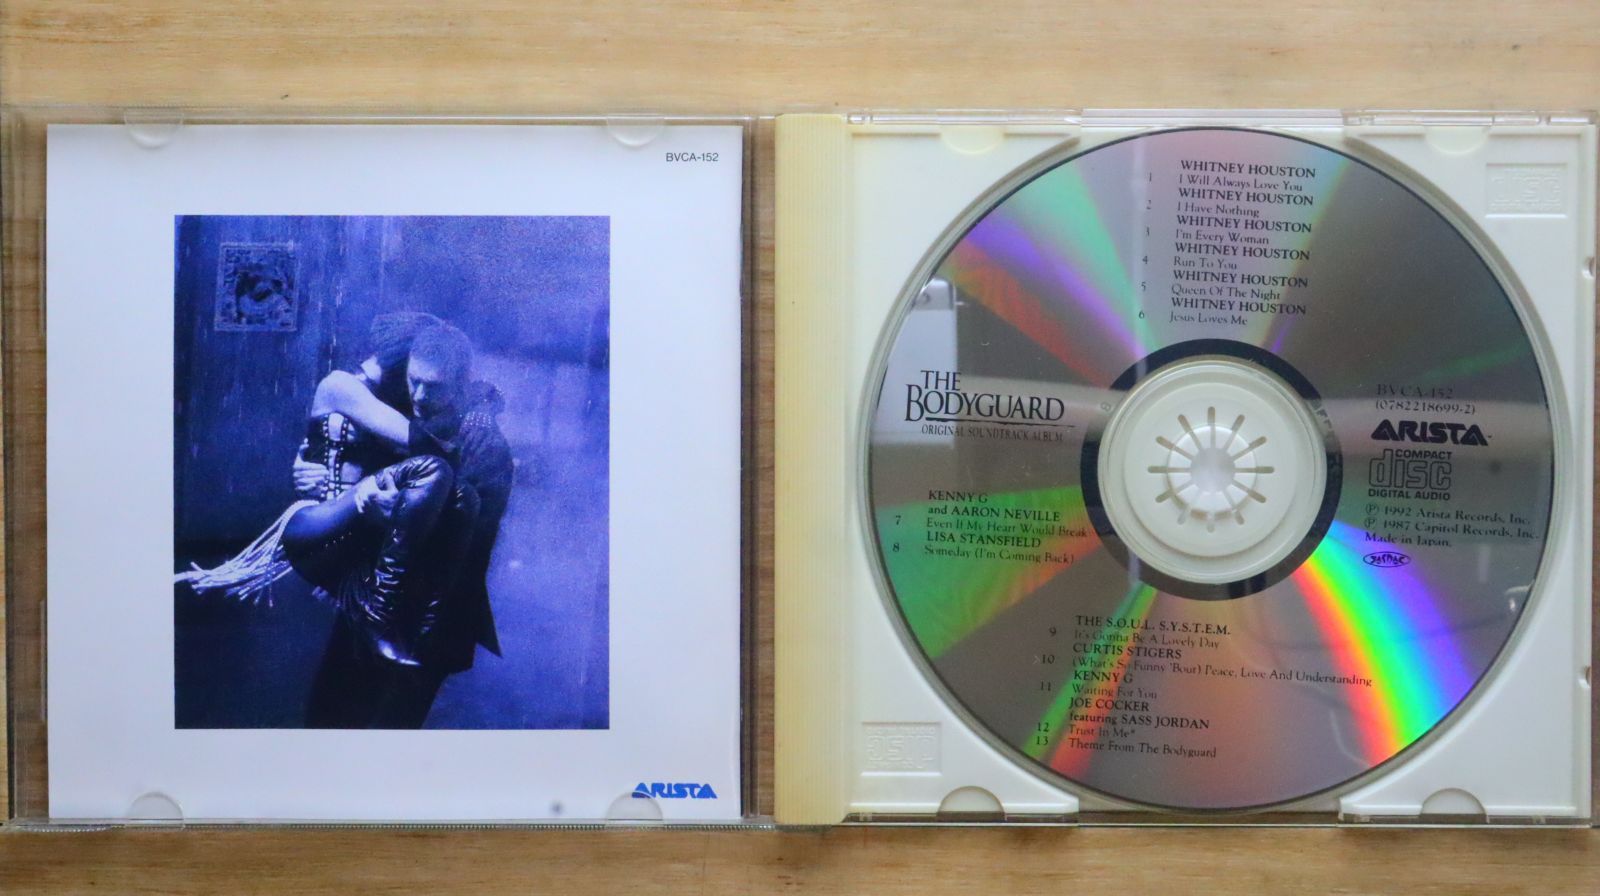 BVCA-152
ARISTA
WHITNEY HOUSTON
1 I Will Always Love You
WHITNEY HOUSTON
2 I Have Nothing
WHITNEY HOUSTON
3 I'm Every Woman
WHITNEY HOUSTON
4 Run To You
WHITNEY HOUSTON
5 Queen Of The Night
WHITNEY HOUSTON
6 Jesus Loves Me
THE
BODYGUARD
ORIGINAL SOUNDTRACK ALBUM
BVCA-152
(0782218699-2)
ARISTA
COMPACT
disc
DIGITAL AUDIO
KENNY G
and AARON NEVILLE
7 Even If My Heart Would Break
LISA STANSFIELD
8 Someday (I'm Coming Back)
Ⓟ 1992 Arista Records, Inc.
Ⓟ 1987 Capitol Records, Inc.
Made in Japan.
THE S.O.U.L. S.Y.S.T.E.M.
9 It's Gonna Be A Lovely Day
CURTIS STIGERS
10 (What's So Funny 'Bout) Peace, Love And Understanding
KENNY G
11 Waiting For You
JOE COCKER
featuring SASS JORDAN
12 Trust In Me*
13 Theme From The Bodyguard